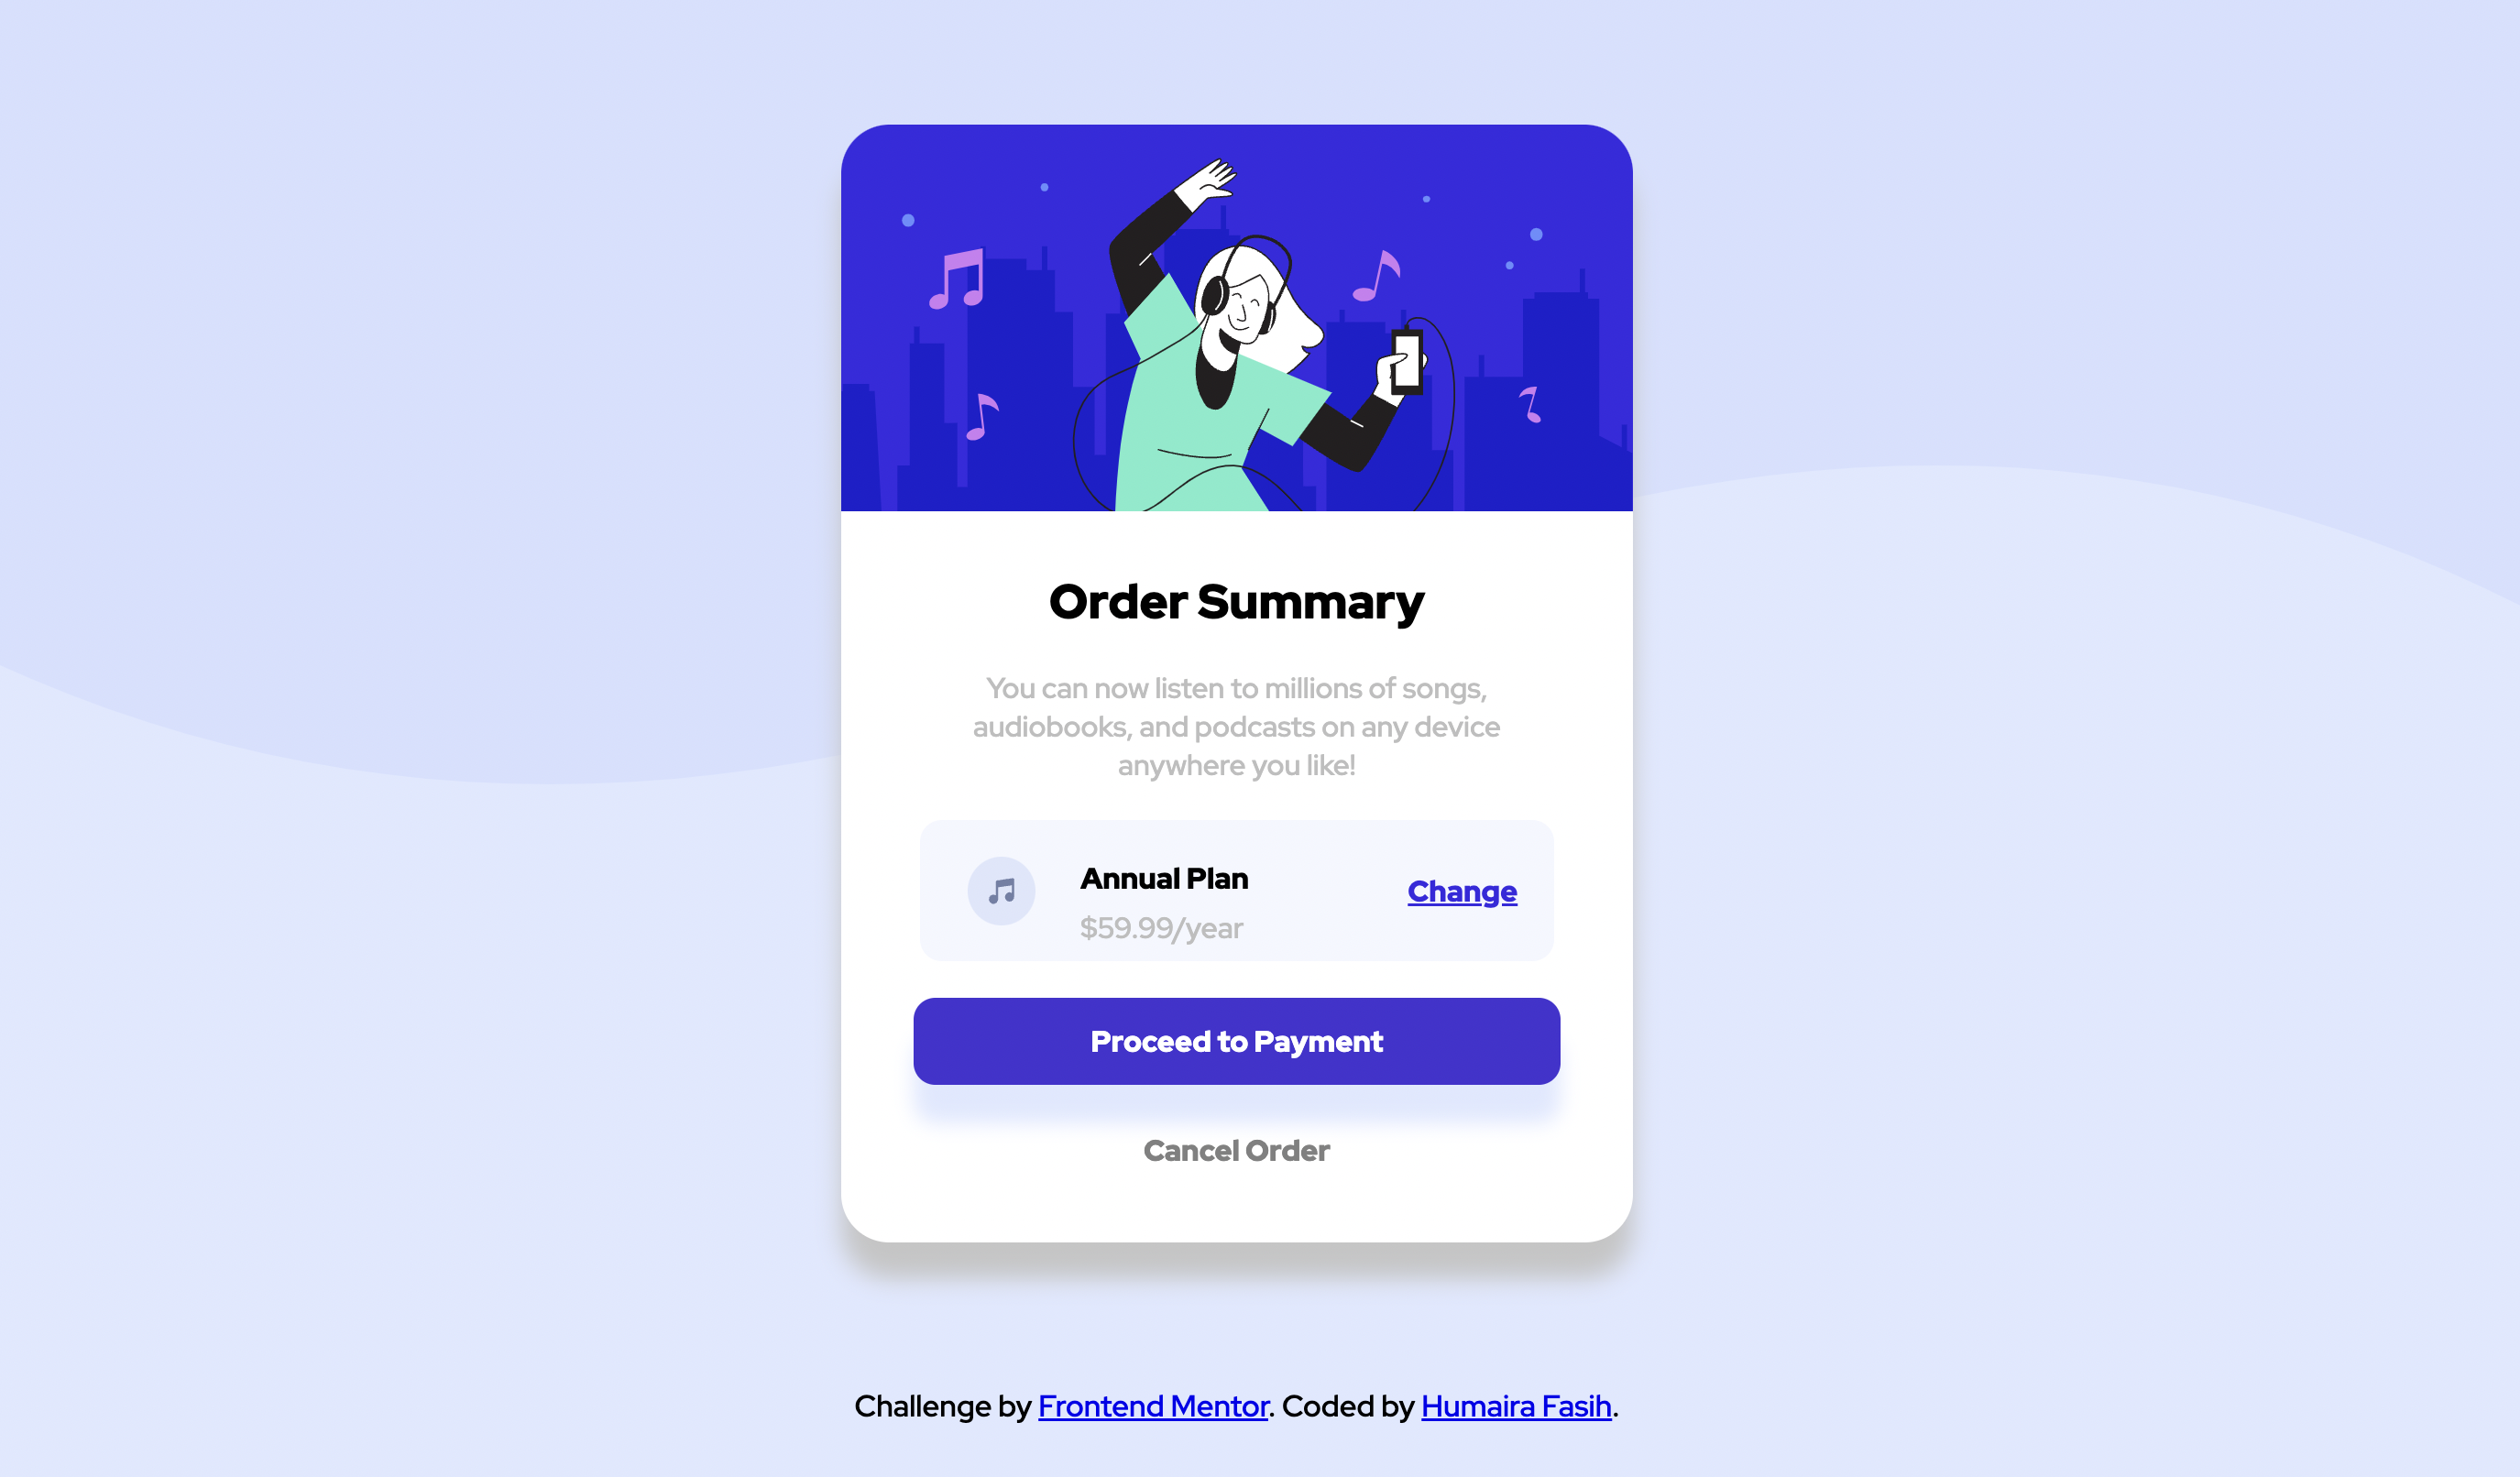 Order Summary
You can now listen to millions of songs,
audiobooks, and podcasts on any device
anywhere you like!
Annual Plan
$59.99/year
Change
Proceed to Payment
Cancel Order
Challenge by Frontend Mentor. Coded by Humaira Fasih.